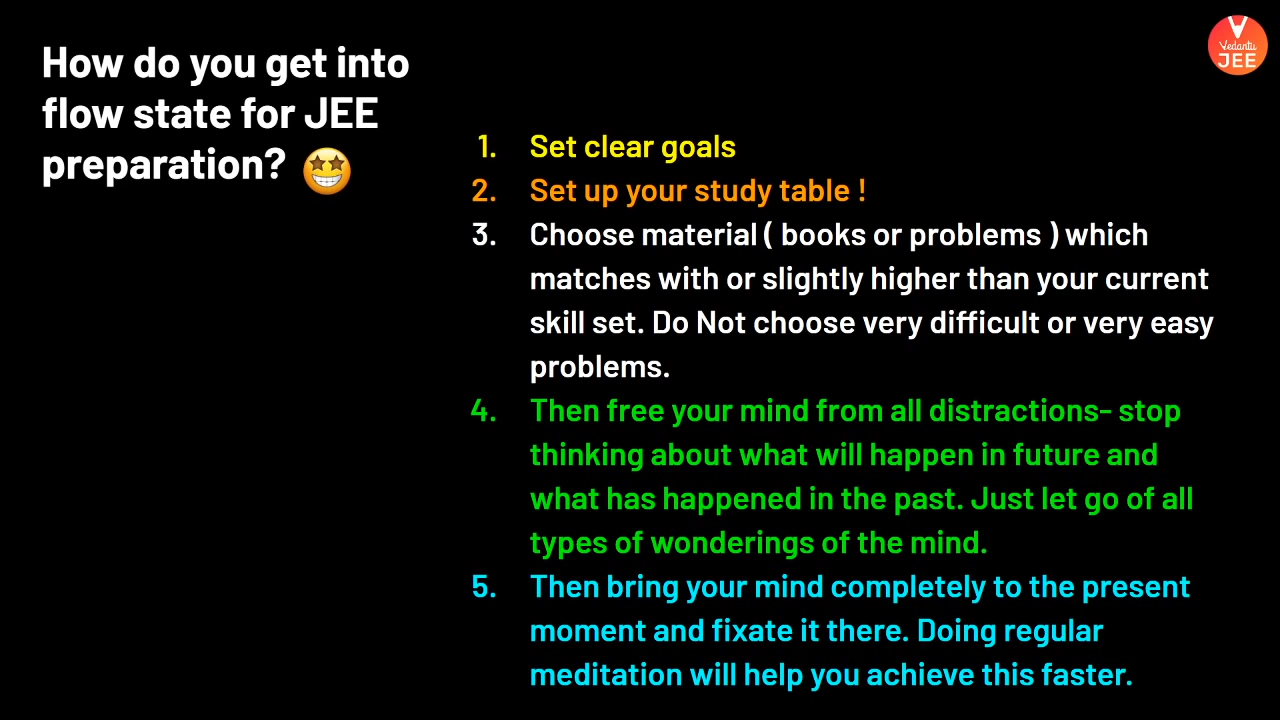 How do you get into
flow state for JEE
preparation? 🤩
Vedantu
JEE
1. Set clear goals
2. Set up your study table !
3. Choose material ( books or problems ) which
matches with or slightly higher than your current
skill set. Do Not choose very difficult or very easy
problems.
4. Then free your mind from all distractions- stop
thinking about what will happen in future and
what has happened in the past. Just let go of all
types of wonderings of the mind.
5. Then bring your mind completely to the present
moment and fixate it there. Doing regular
meditation will help you achieve this faster.